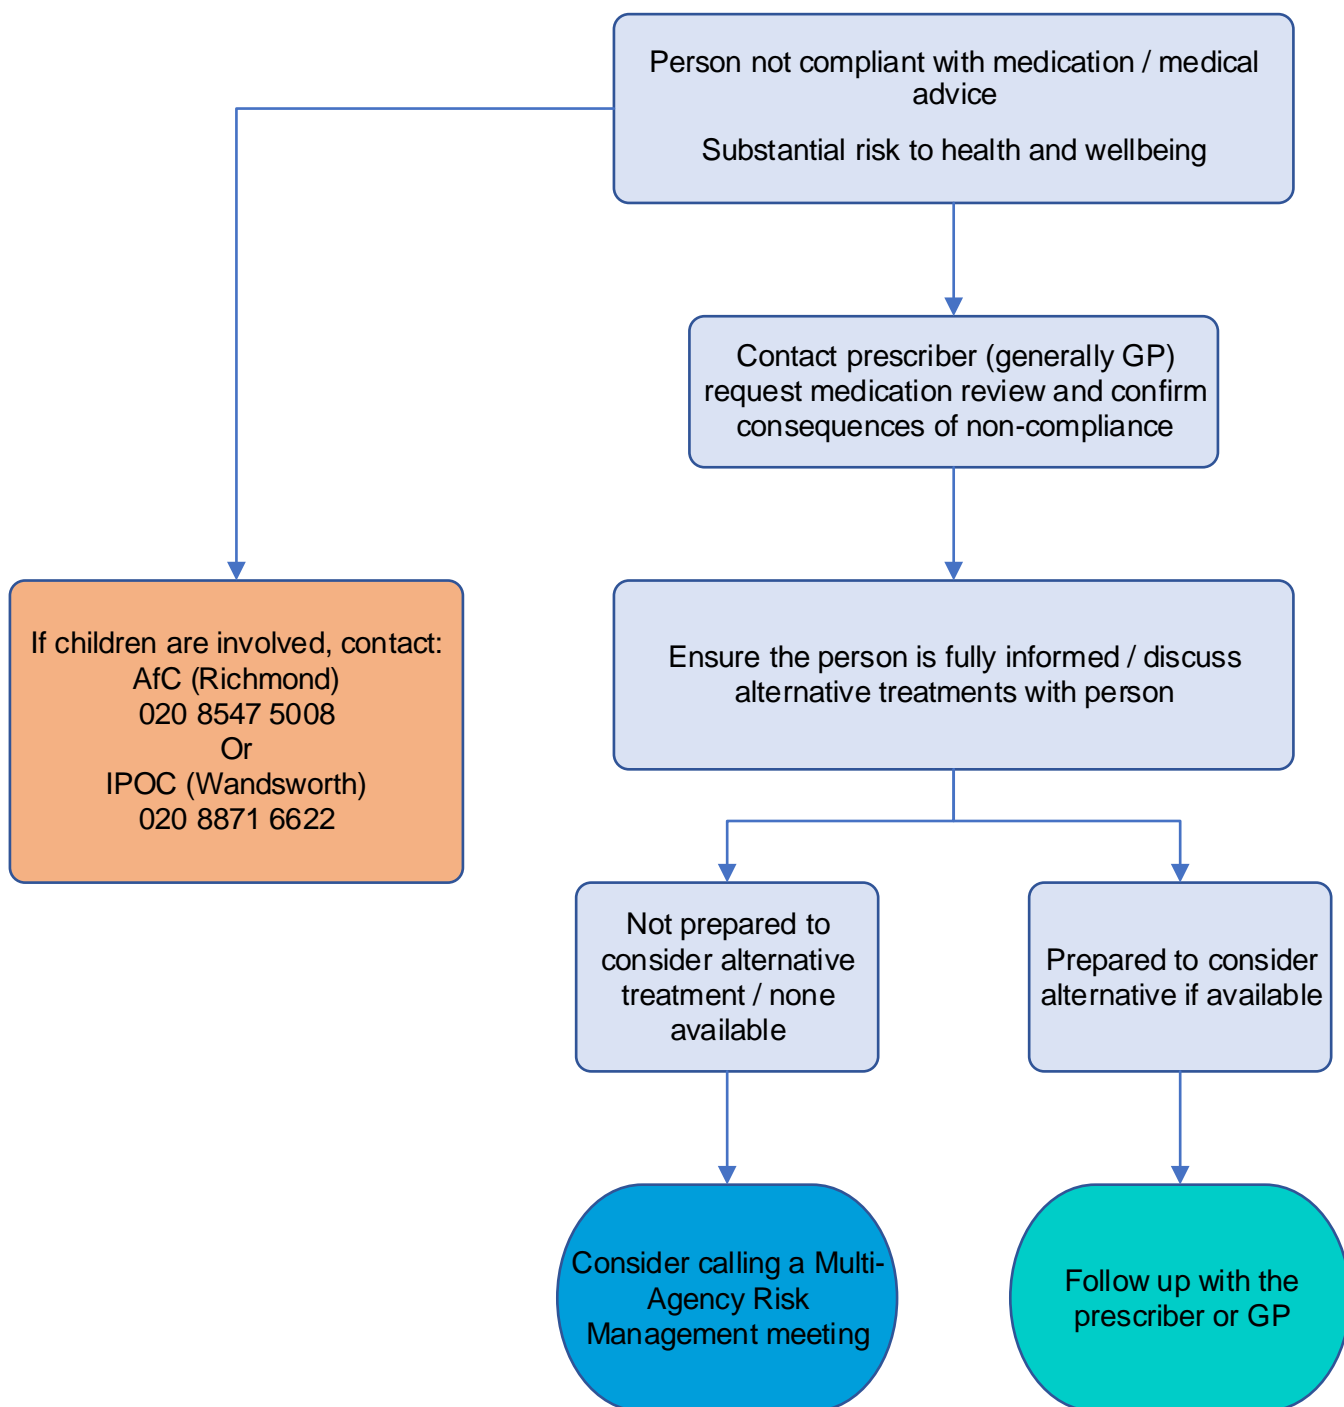 Person not compliant with medication / medical
advice
Substantial risk to health and wellbeing
Contact prescriber (generally GP)
request medication review and confirm
consequences of non-compliance
If children are involved, contact:
AfC (Richmond)
020 8547 5008
Or
IPOC (Wandsworth)
020 8871 6622
Ensure the person is fully informed / discuss
alternative treatments with person
Not prepared to
consider alternative
treatment / none
available
Prepared to consider
alternative if available
Consider calling a Multi-
Agency Risk
Management meeting
Follow up with the
prescriber or GP